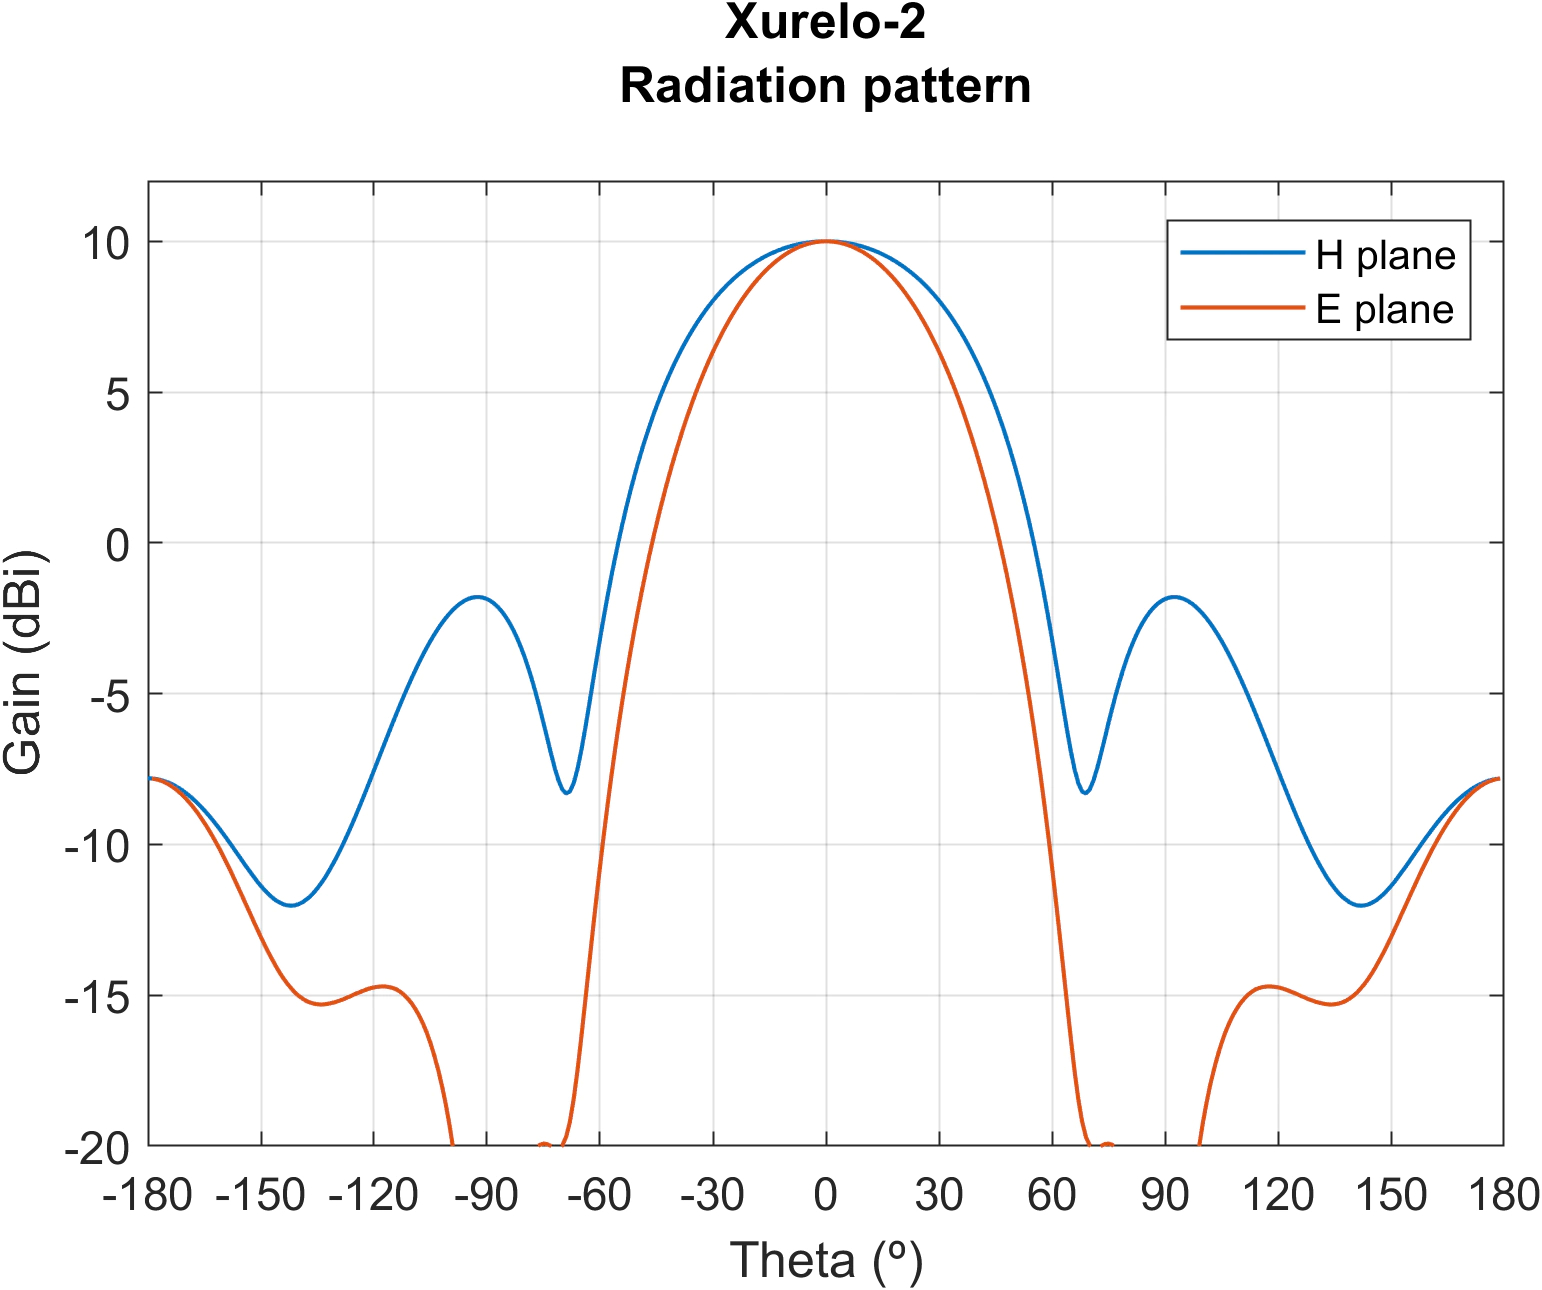 Xurelo-2
Radiation pattern
10
5
0
-5
-10
-15
-20
Gain (dBi)
H plane
E plane
-180 -150 -120 -90 -60 -30 0 30 60 90 120 150 180
Theta (º)